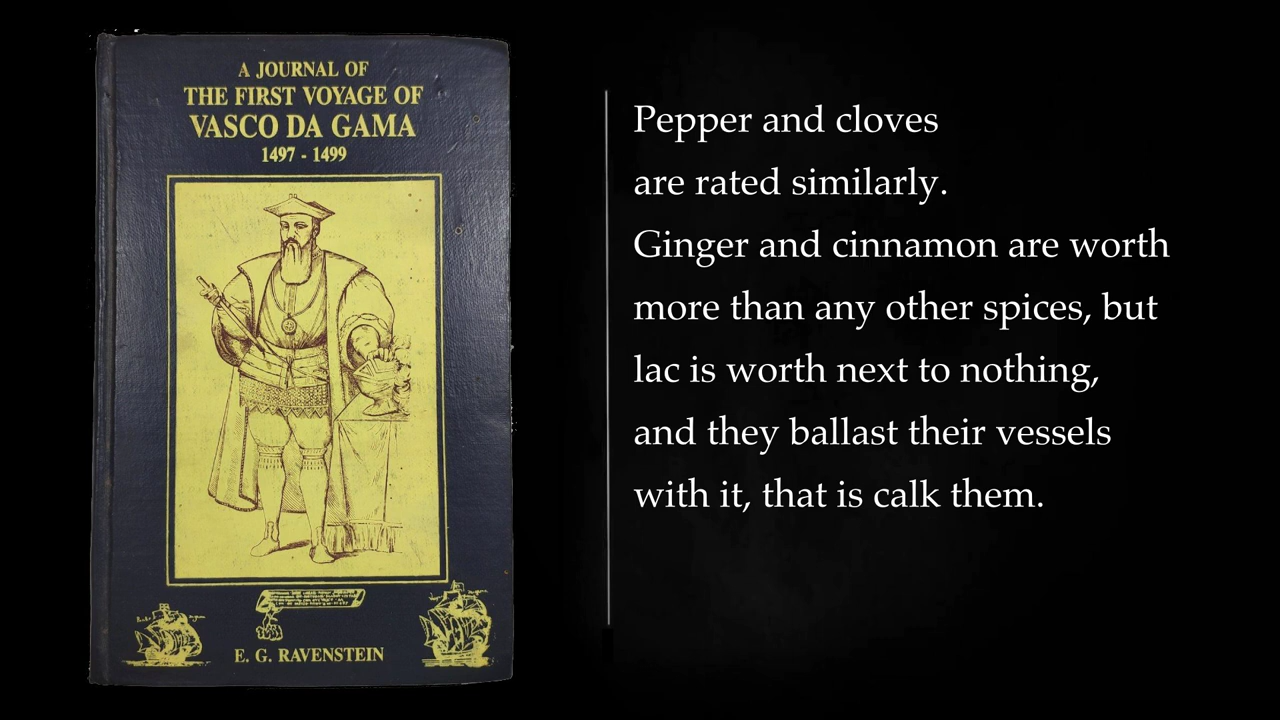 A JOURNAL OF
THE FIRST VOYAGE OF
VASCO DA GAMA
1497 - 1499
E. G. RAVENSTEIN
Pepper and cloves
are rated similarly.
Ginger and cinnamon are worth
more than any other spices, but
lac is worth next to nothing,
and they ballast their vessels
with it, that is calk them.